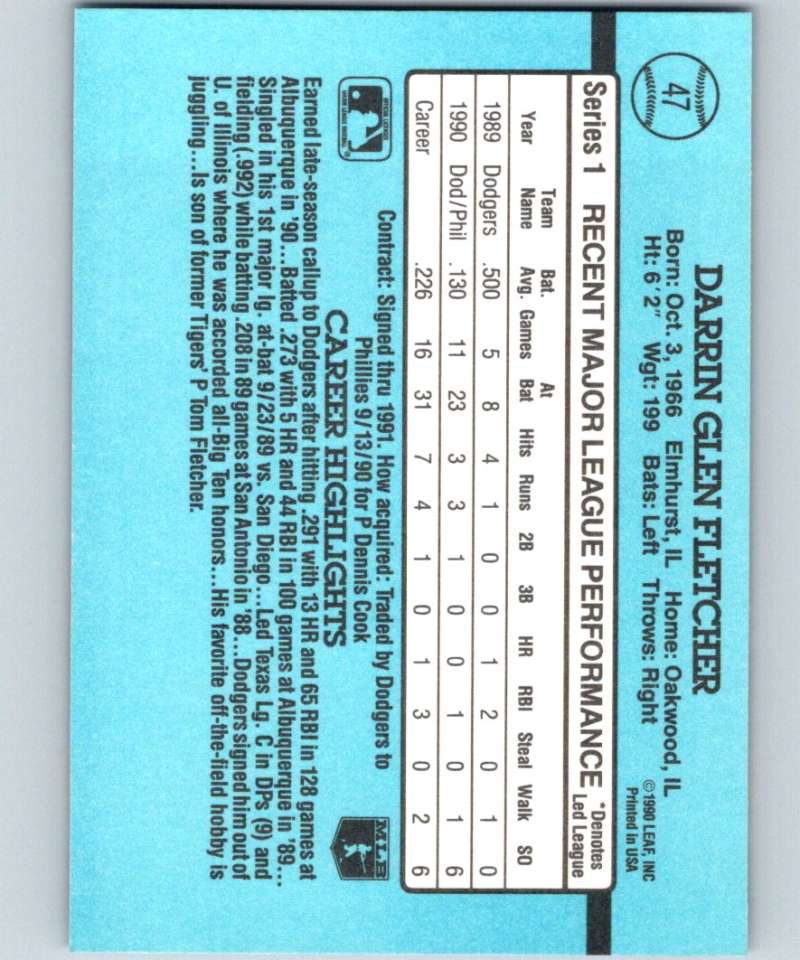 47
DARRIN GLEN FLETCHER
Born: Oct. 3, 1966 Elmhurst, IL Home: Oakwood, IL
Ht: 6'2" Wgt: 199 Bats: Left Throws: Right
©1990 LEAF, INC
Printed in USA
Series 1 RECENT MAJOR LEAGUE PERFORMANCE *Denotes Led League
Year Team Name Bat. Avg. Games At Bat Hits Runs 2B 3B HR RBI Steal Walk SO
1989 Dodgers .500 5 8 4 1 0 0 1 2 0 1 0
1990 Dod/Phil .130 11 23 3 3 1 0 0 1 0 1 6
Career .226 16 31 7 4 1 0 1 3 0 2 6
Contract: Signed thru 1991. How acquired: Traded by Dodgers to
Phillies 9/13/90 for P Dennis Cook
MLB
CAREER HIGHLIGHTS
Earned late-season callup to Dodgers after hitting .291 with 13 HR and 65 RBI in 128 games at
Albuquerque in '90...Batted .273 with 5 HR and 44 RBI in 100 games at Albuquerque in '89...
Singled in his 1st major lg. at-bat 9/23/89 vs. San Diego...Led Texas Lg. C in DPs (9) and
fielding (.992) while batting .208 in 89 games at San Antonio in '88...Dodgers signed him out of
U. of Illinois where he was accorded all-Big Ten honors...His favorite off-the-field hobby is
juggling...Is son of former Tigers' P Tom Fletcher.